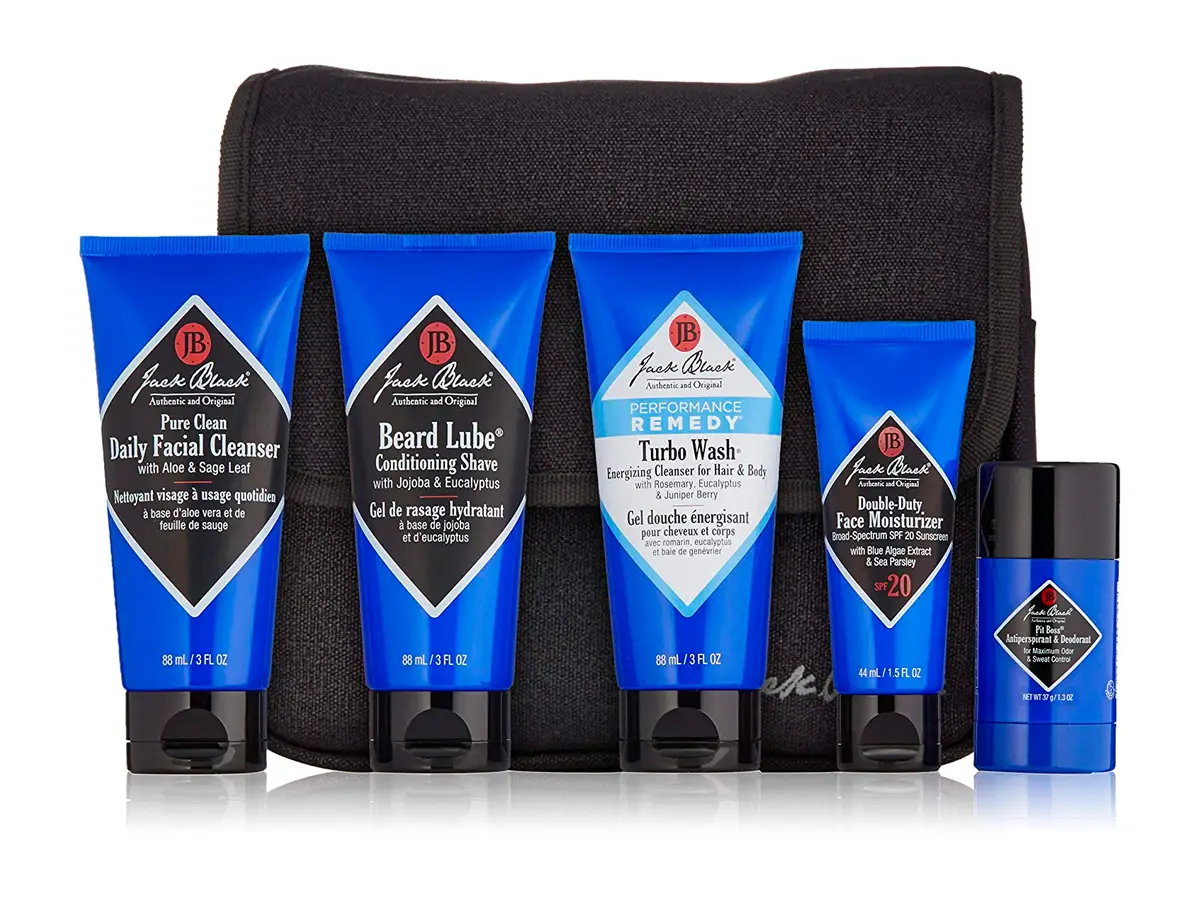 JB
Jack Black®
Authentic and Original
Pure Clean
Daily Facial Cleanser
with Aloe & Sage Leaf
Nettoyant visage à usage quotidien
à base d'aloe vera et de
feuille de sauge
88 mL / 3 FL OZ
JB
Jack Black®
Authentic and Original
Beard Lube®
Conditioning Shave
with Jojoba & Eucalyptus
Gel de rasage hydratant
à base de jojoba
et d'eucalyptus
88 mL / 3 FL OZ
JB
Jack Black®
Authentic and Original
PERFORMANCE
REMEDY®
Turbo Wash®
Energizing Cleanser for Hair & Body
with Rosemary, Eucalyptus
& Juniper Berry
Gel douche énergisant
pour cheveux et corps
avec romarin, eucalyptus
et baie de genévrier
88 mL / 3 FL OZ
JB
Jack Black®
Authentic and Original
Double-Duty
Face Moisturizer
Broad-Spectrum SPF 20 Sunscreen
with Blue Algae Extract
& Sea Parsley
SPF 20
44 mL / 1.5 FL OZ
JB
Jack Black®
Authentic and Original
Pit Boss®
Antiperspirant & Deodorant
for Maximum Odor
& Sweat Control
NET WT 37 g / 1.3 OZ